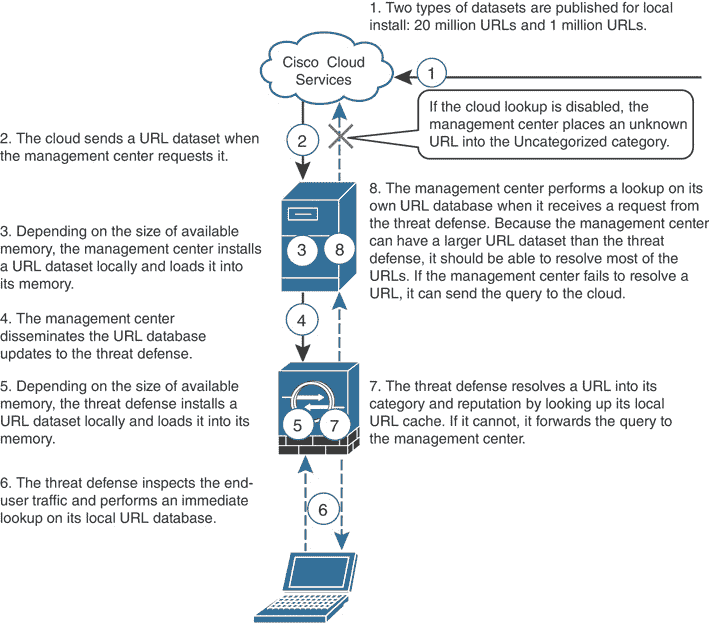 1. Two types of datasets are published for local
install: 20 million URLs and 1 million URLs.
Cisco Cloud
Services
1
If the cloud lookup is disabled, the
management center places an unknown
URL into the Uncategorized category.
2. The cloud sends a URL dataset when
the management center requests it.
2
3. Depending on the size of available
memory, the management center installs
a URL dataset locally and loads it into
its memory.
3
8
8. The management center performs a lookup on its
own URL database when it receives a request from
the threat defense. Because the management center
can have a larger URL dataset than the threat
defense, it should be able to resolve most of the
URLs. If the management center fails to resolve a
URL, it can send the query to the cloud.
4. The management center
disseminates the URL database
updates to the threat defense.
4
5. Depending on the size of available
memory, the threat defense installs a
URL dataset locally and loads it into its
memory.
5
7
7. The threat defense resolves a URL into its
category and reputation by looking up its local
URL cache. If it cannot, it forwards the query to
the management center.
6. The threat defense inspects the end-
user traffic and performs an immediate
lookup on its local URL database.
6